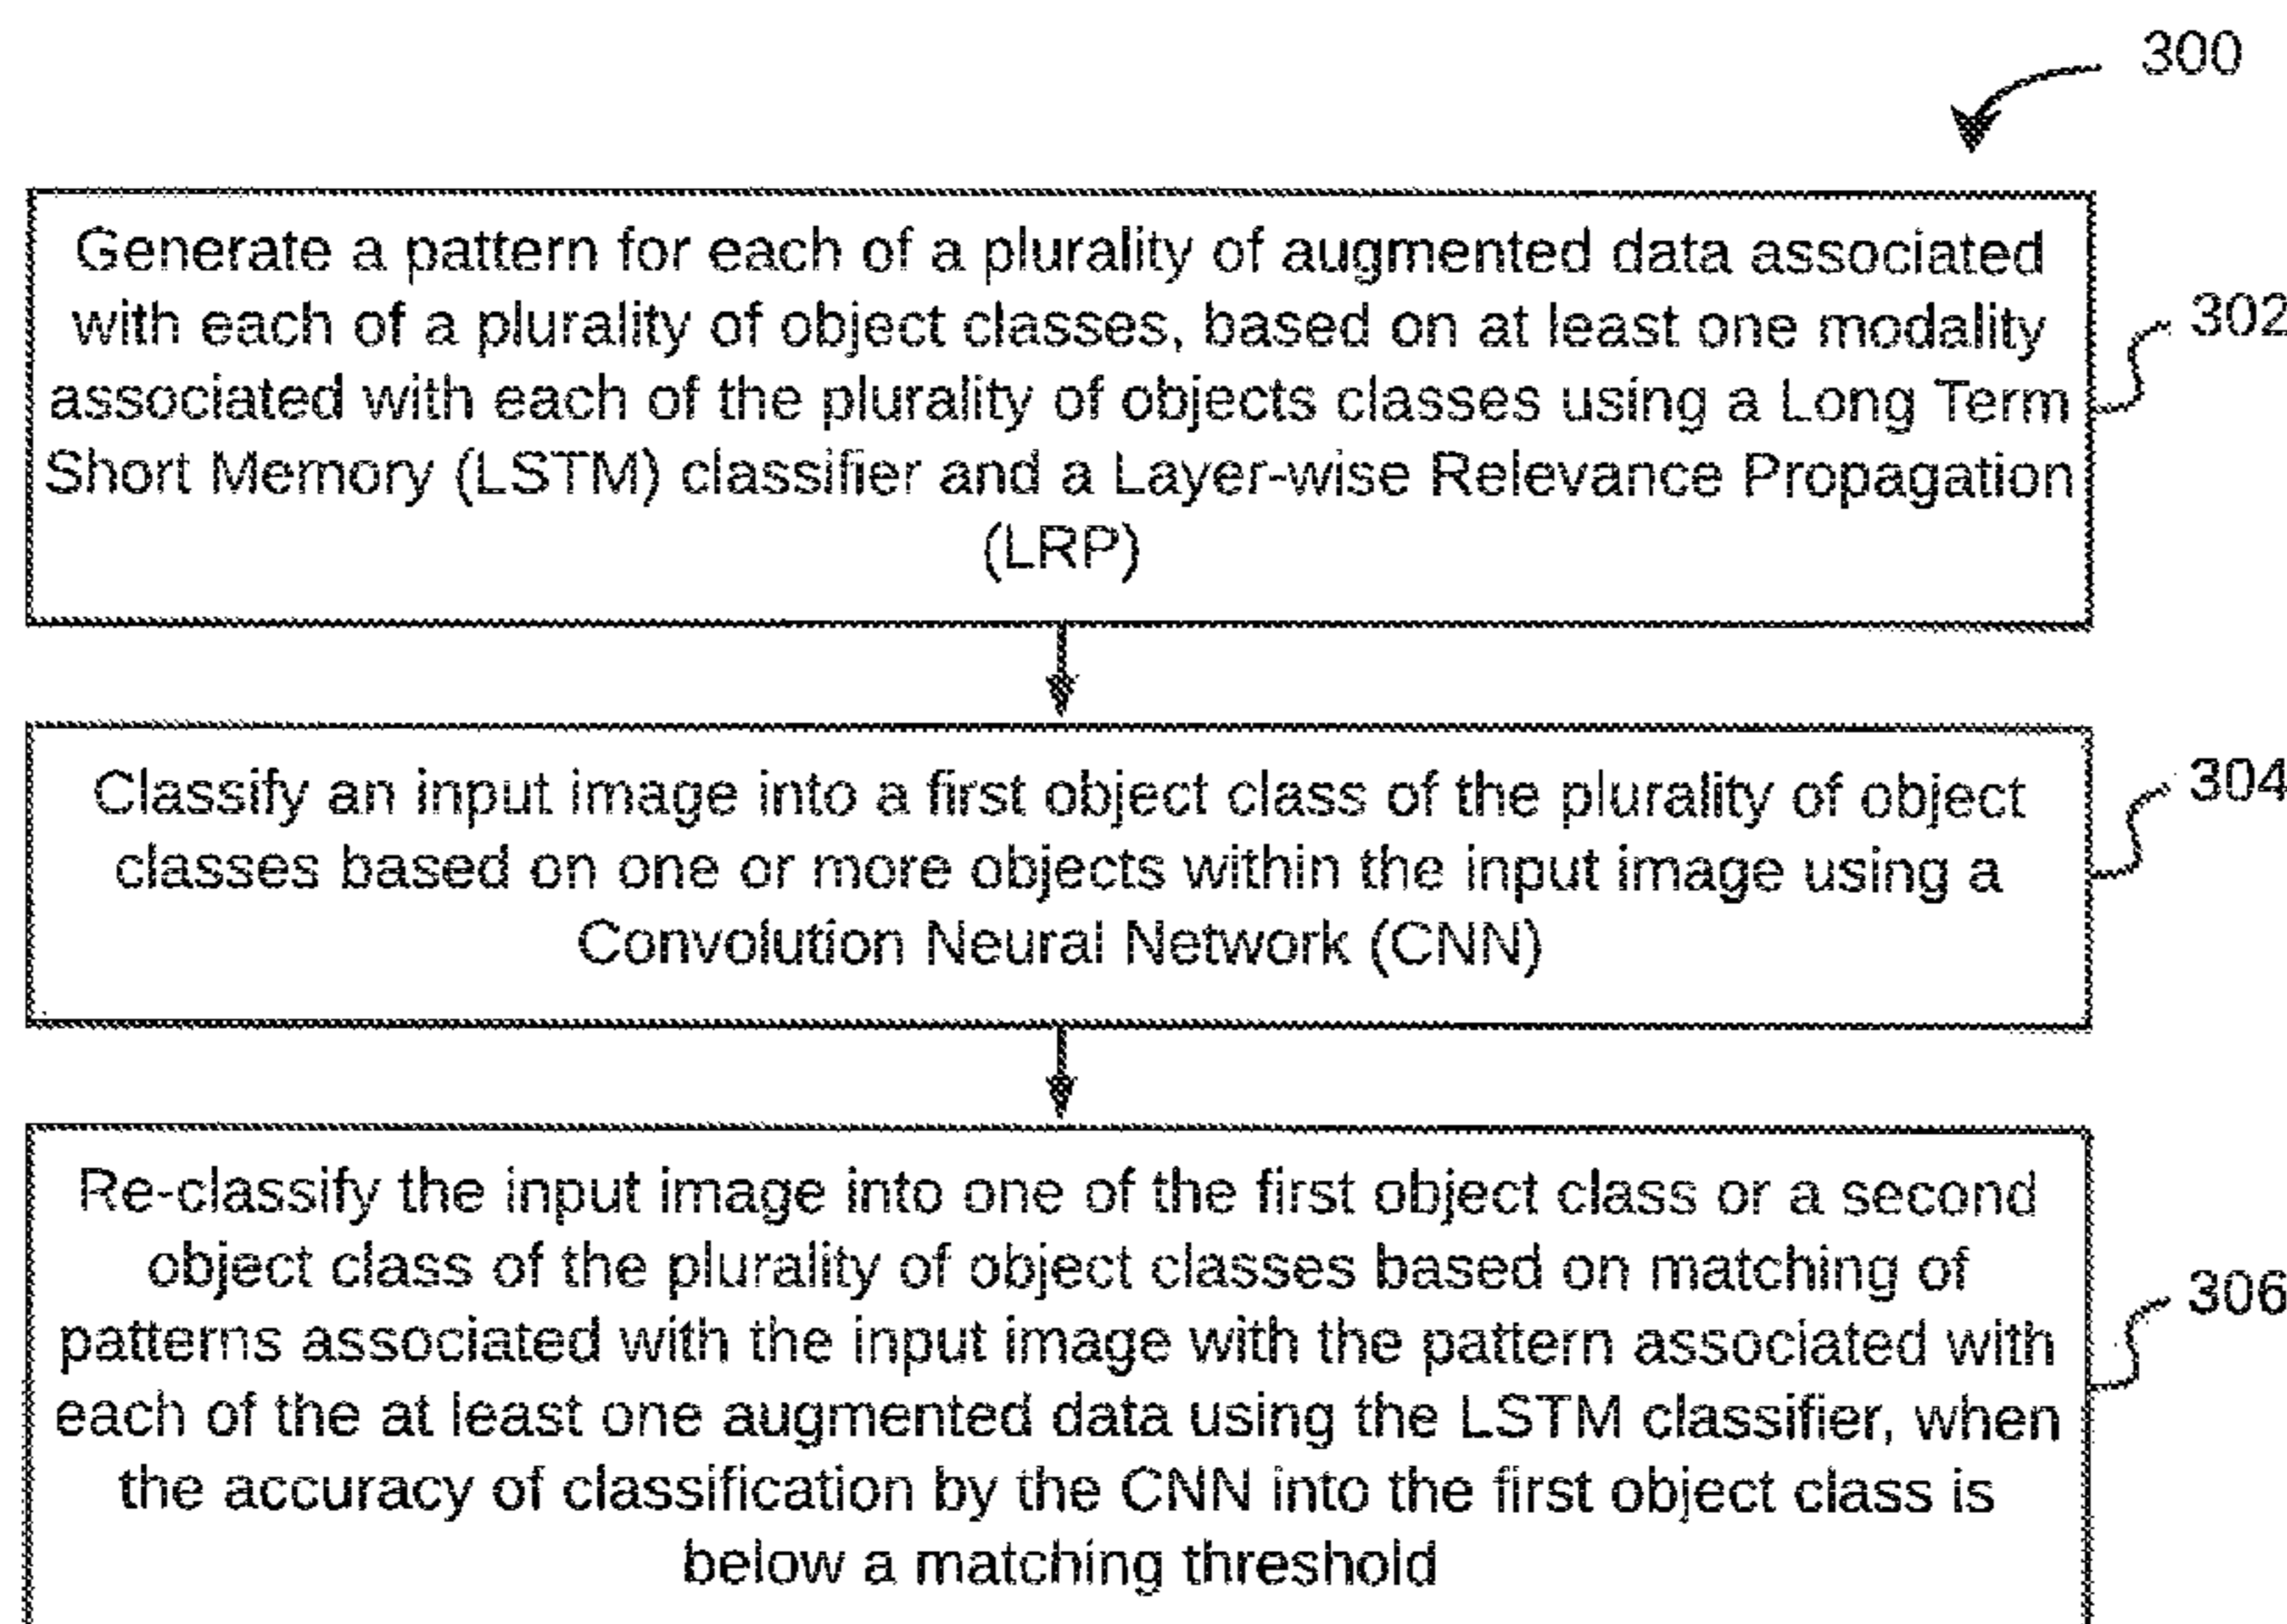 300
Generate a pattern for each of a plurality of augmented data associated
with each of a plurality of object classes, based on at least one modality
associated with each of the plurality of objects classes using a Long Term
Short Memory (LSTM) classifier and a Layer-wise Relevance Propagation
(LRP)
302
Classify an input image into a first object class of the plurality of object
classes based on one or more objects within the input image using a
Convolution Neural Network (CNN)
304
Re-classify the input image into one of the first object class or a second
object class of the plurality of object classes based on matching of
patterns associated with the input image with the pattern associated with
each of the at least one augmented data using the LSTM classifier, when
the accuracy of classification by the CNN into the first object class is
below a matching threshold
306